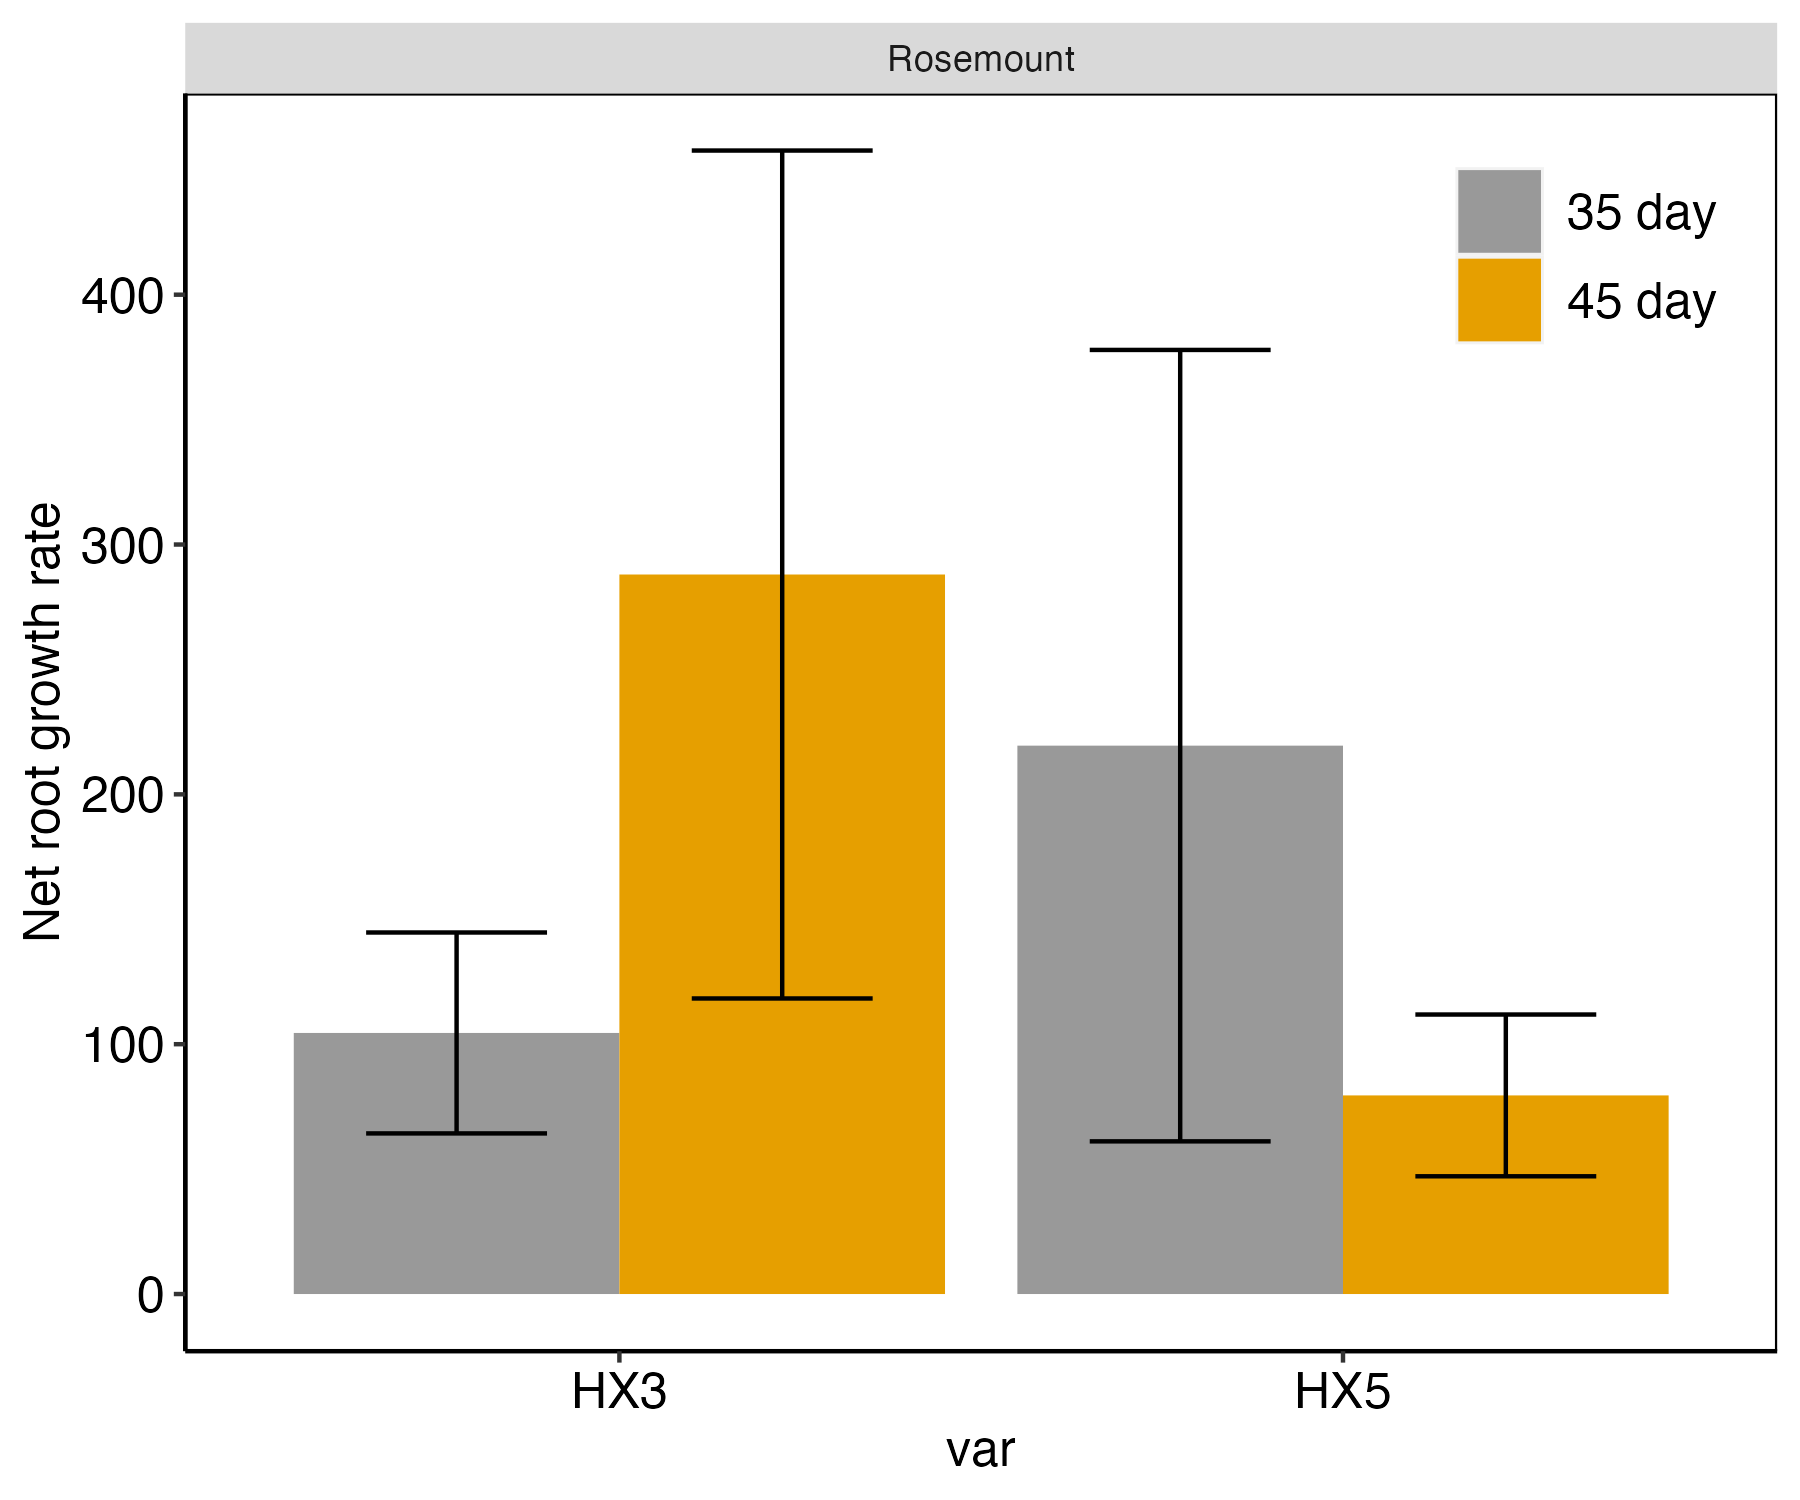 Rosemount
35 day
45 day
Net root growth rate
400
300
200
100
0
HX3
HX5
var